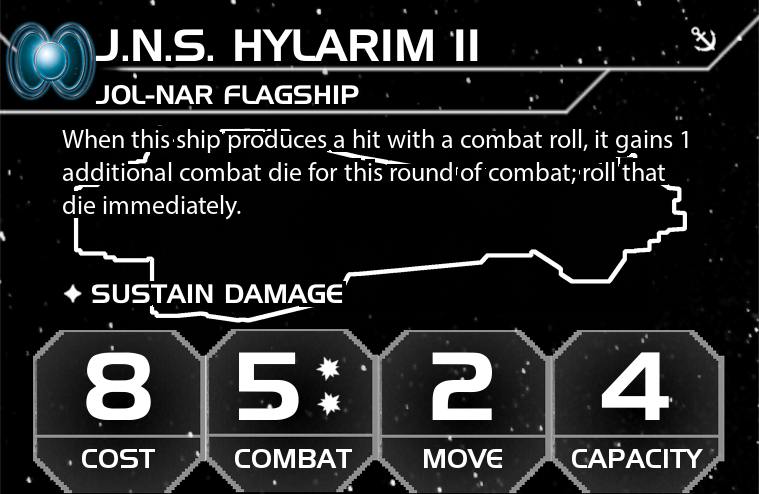 J.N.S. HYLARIM II
JOL-NAR FLAGSHIP
When this ship produces a hit with a combat roll, it gains 1
additional combat die for this round of combat; roll that
die immediately.
SUSTAIN DAMAGE
8 5 2 4
COST COMBAT MOVE CAPACITY